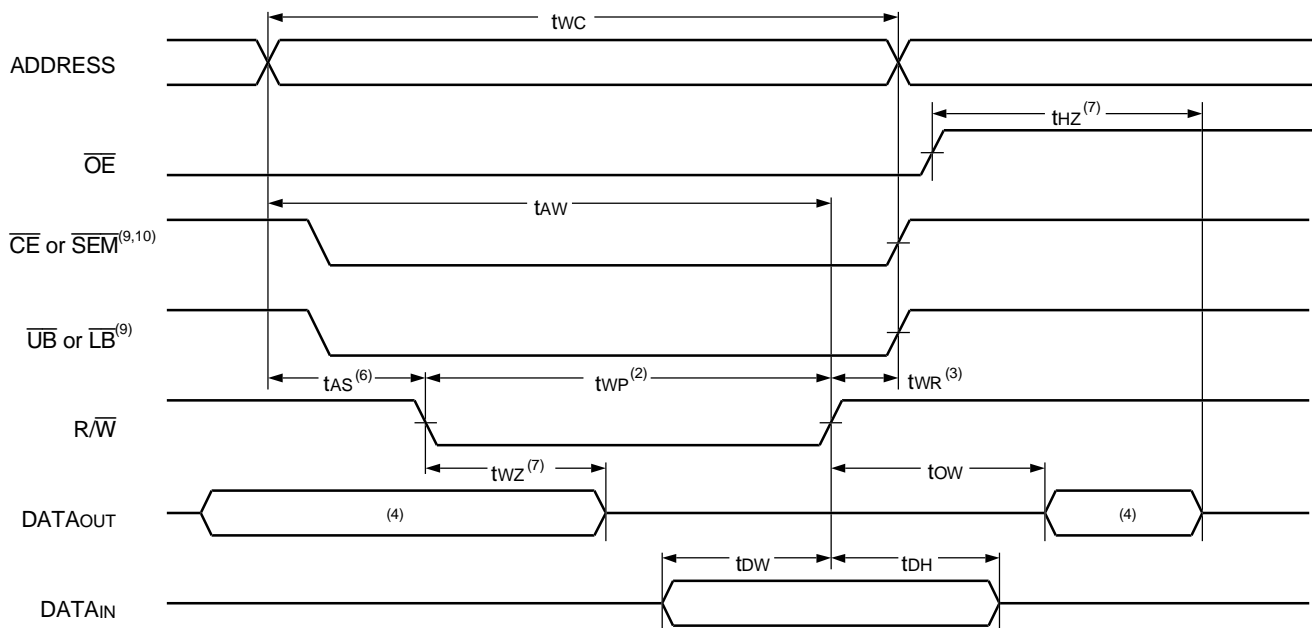 tWC
ADDRESS
tHZ(7)
OE
tAW
CE or SEM(9,10)
UB or LB(9)
tAS(6) tWP(2) tWR(3)
R/W
tWZ(7) tOW
DATAOUT (4) (4)
tDW tDH
DATAIN